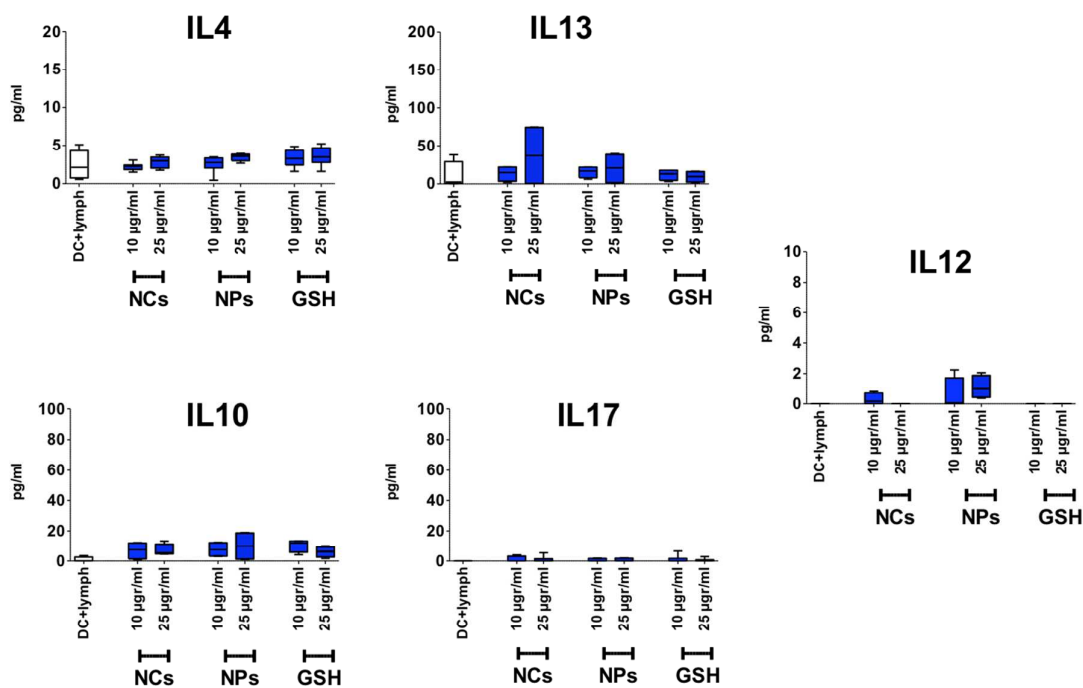 IL4
20
15
10
5
0
pg/ml
DC+lymph
10 µgr/ml
25 µgr/ml
10 µgr/ml
25 µgr/ml
10 µgr/ml
25 µgr/ml
NCs
NPs
GSH
IL13
200
150
100
50
0
pg/ml
DC+lymph
10 µgr/ml
25 µgr/ml
10 µgr/ml
25 µgr/ml
10 µgr/ml
25 µgr/ml
NCs
NPs
GSH
IL12
10
8
6
4
2
0
pg/ml
DC+lymph
10 µgr/ml
25 µgr/ml
10 µgr/ml
25 µgr/ml
10 µgr/ml
25 µgr/ml
NCs
NPs
GSH
IL10
100
80
60
40
20
0
pg/ml
DC+lymph
10 µgr/ml
25 µgr/ml
10 µgr/ml
25 µgr/ml
10 µgr/ml
25 µgr/ml
NCs
NPs
GSH
IL17
100
80
60
40
20
0
pg/ml
DC+lymph
10 µgr/ml
25 µgr/ml
10 µgr/ml
25 µgr/ml
10 µgr/ml
25 µgr/ml
NCs
NPs
GSH